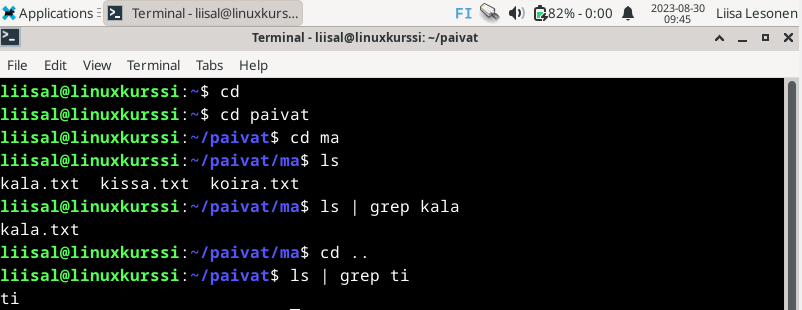 Applications Terminal - liisal@linuxkurs... FI 82% - 0:00 2023-08-30 09:45 Liisa Lesonen
Terminal - liisal@linuxkurssi: ~/paivat
File Edit View Terminal Tabs Help
liisal@linuxkurssi:~$ cd
liisal@linuxkurssi:~$ cd paivat
liisal@linuxkurssi:~/paivat$ cd ma
liisal@linuxkurssi:~/paivat/ma$ ls
kala.txt  kissa.txt  koira.txt
liisal@linuxkurssi:~/paivat/ma$ ls | grep kala
kala.txt
liisal@linuxkurssi:~/paivat/ma$ cd ..
liisal@linuxkurssi:~/paivat$ ls | grep ti
ti